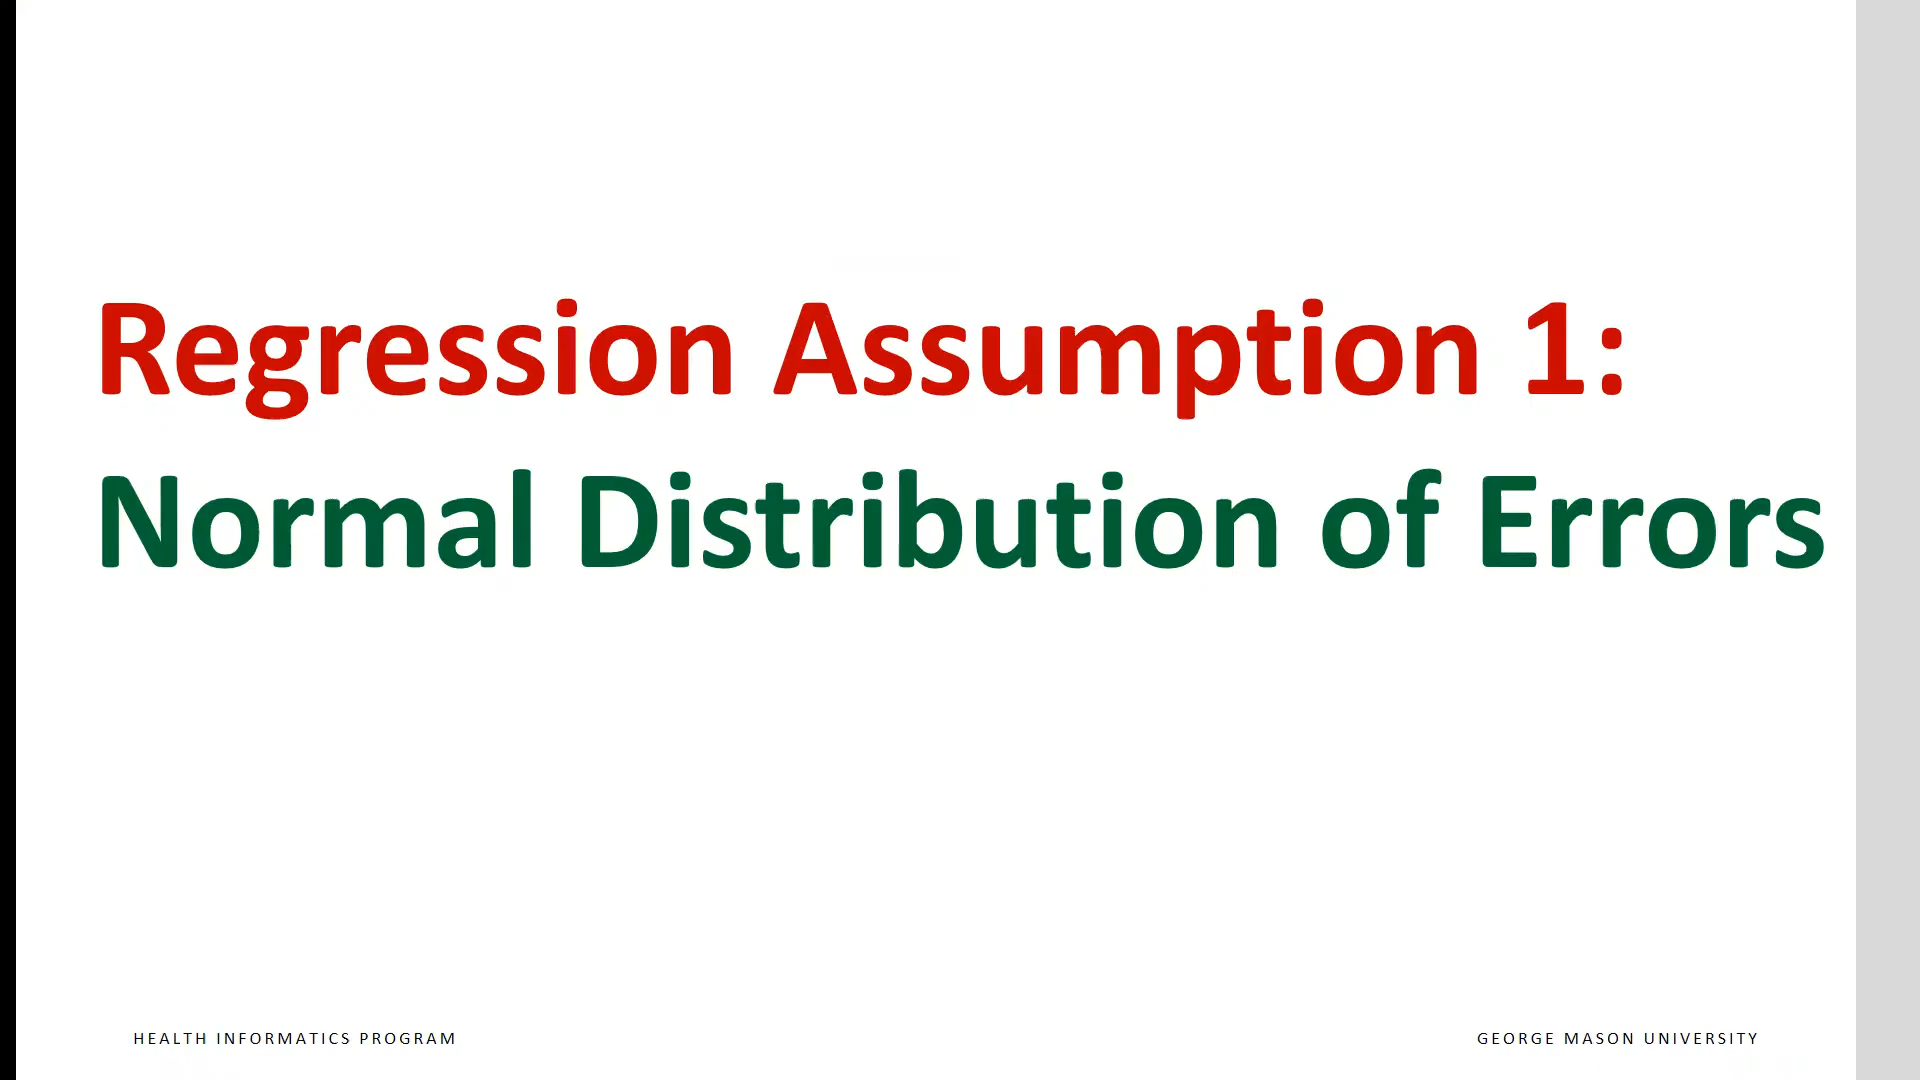 Regression Assumption 1:
Normal Distribution of Errors
HEALTH INFORMATICS PROGRAM
GEORGE MASON UNIVERSITY